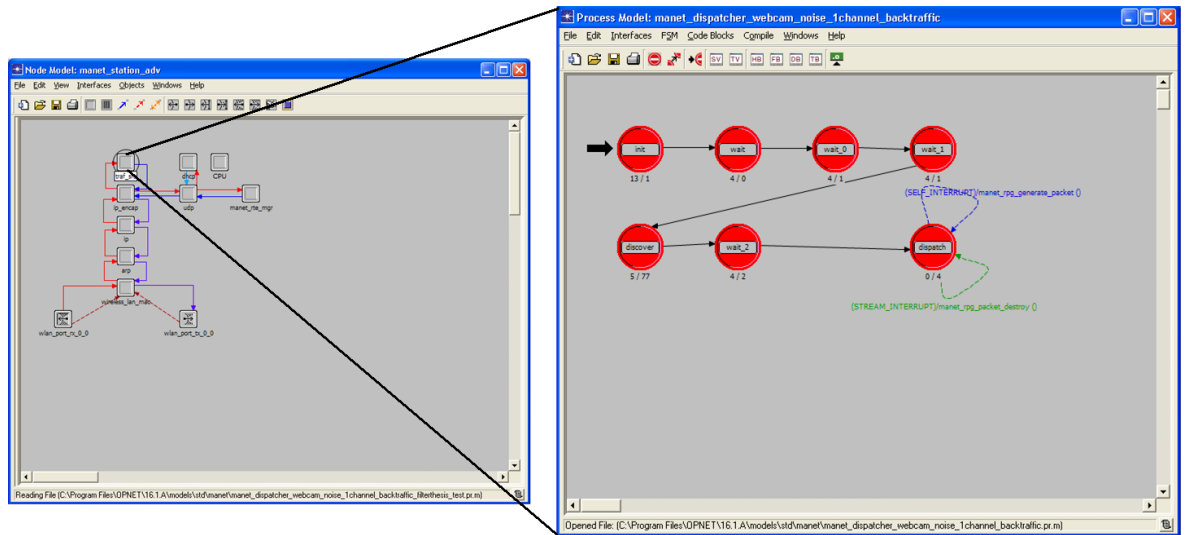 Node Model: manet_station_adv
File Edit View Interfaces Objects Windows Help
dhcp CPU
ip_encap udp manet_rte_mgr
ip
arp
wlan_port_rx_0_0 wlan_port_tx_0_0
Reading File (C:\Program Files\OPNET\16.1.A\models\std\manet\manet_dispatcher_webcam_noise_1channel_backtraffic_filterthesis_test.pr.m)
Process Model: manet_dispatcher_webcam_noise_1channel_backtraffic
File Edit Interfaces FSM Code Blocks Compile Windows Help
SV TV HB FB DB TB
init wait wait_0 wait_1
13 / 1 4 / 0 4 / 1 4 / 1
(SELF_INTERRUPT)/manet_rpg_generate_packet ()
discover wait_2 dispatch
5 / 77 4 / 2 0 / 4
(STREAM_INTERRUPT)/manet_rpg_packet_destroy ()
Opened File: (C:\Program Files\OPNET\16.1.A\models\std\manet\manet_dispatcher_webcam_noise_1channel_backtraffic.pr.m)